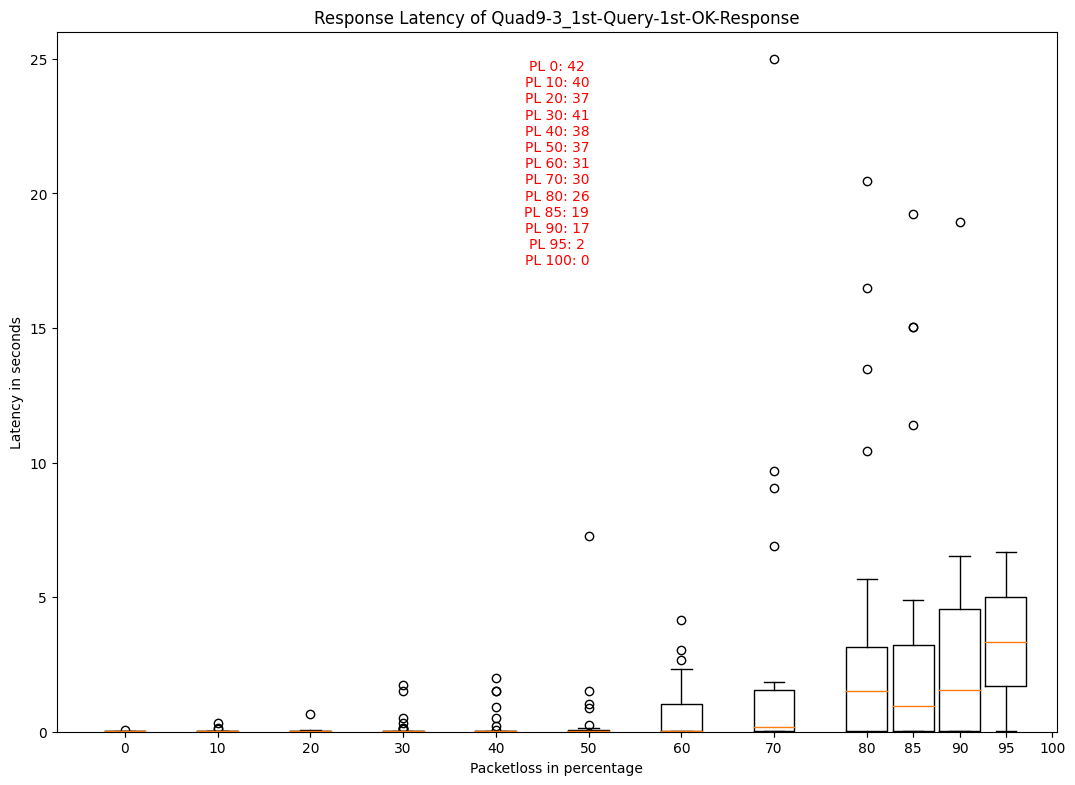 Response Latency of Quad9-3_1st-Query-1st-OK-Response
PL 0: 42
PL 10: 40
PL 20: 37
PL 30: 41
PL 40: 38
PL 50: 37
PL 60: 31
PL 70: 30
PL 80: 26
PL 85: 19
PL 90: 17
PL 95: 2
PL 100: 0
25
20
15
10
5
0
Latency in seconds
0 10 20 30 40 50 60 70 80 85 90 95 100
Packetloss in percentage